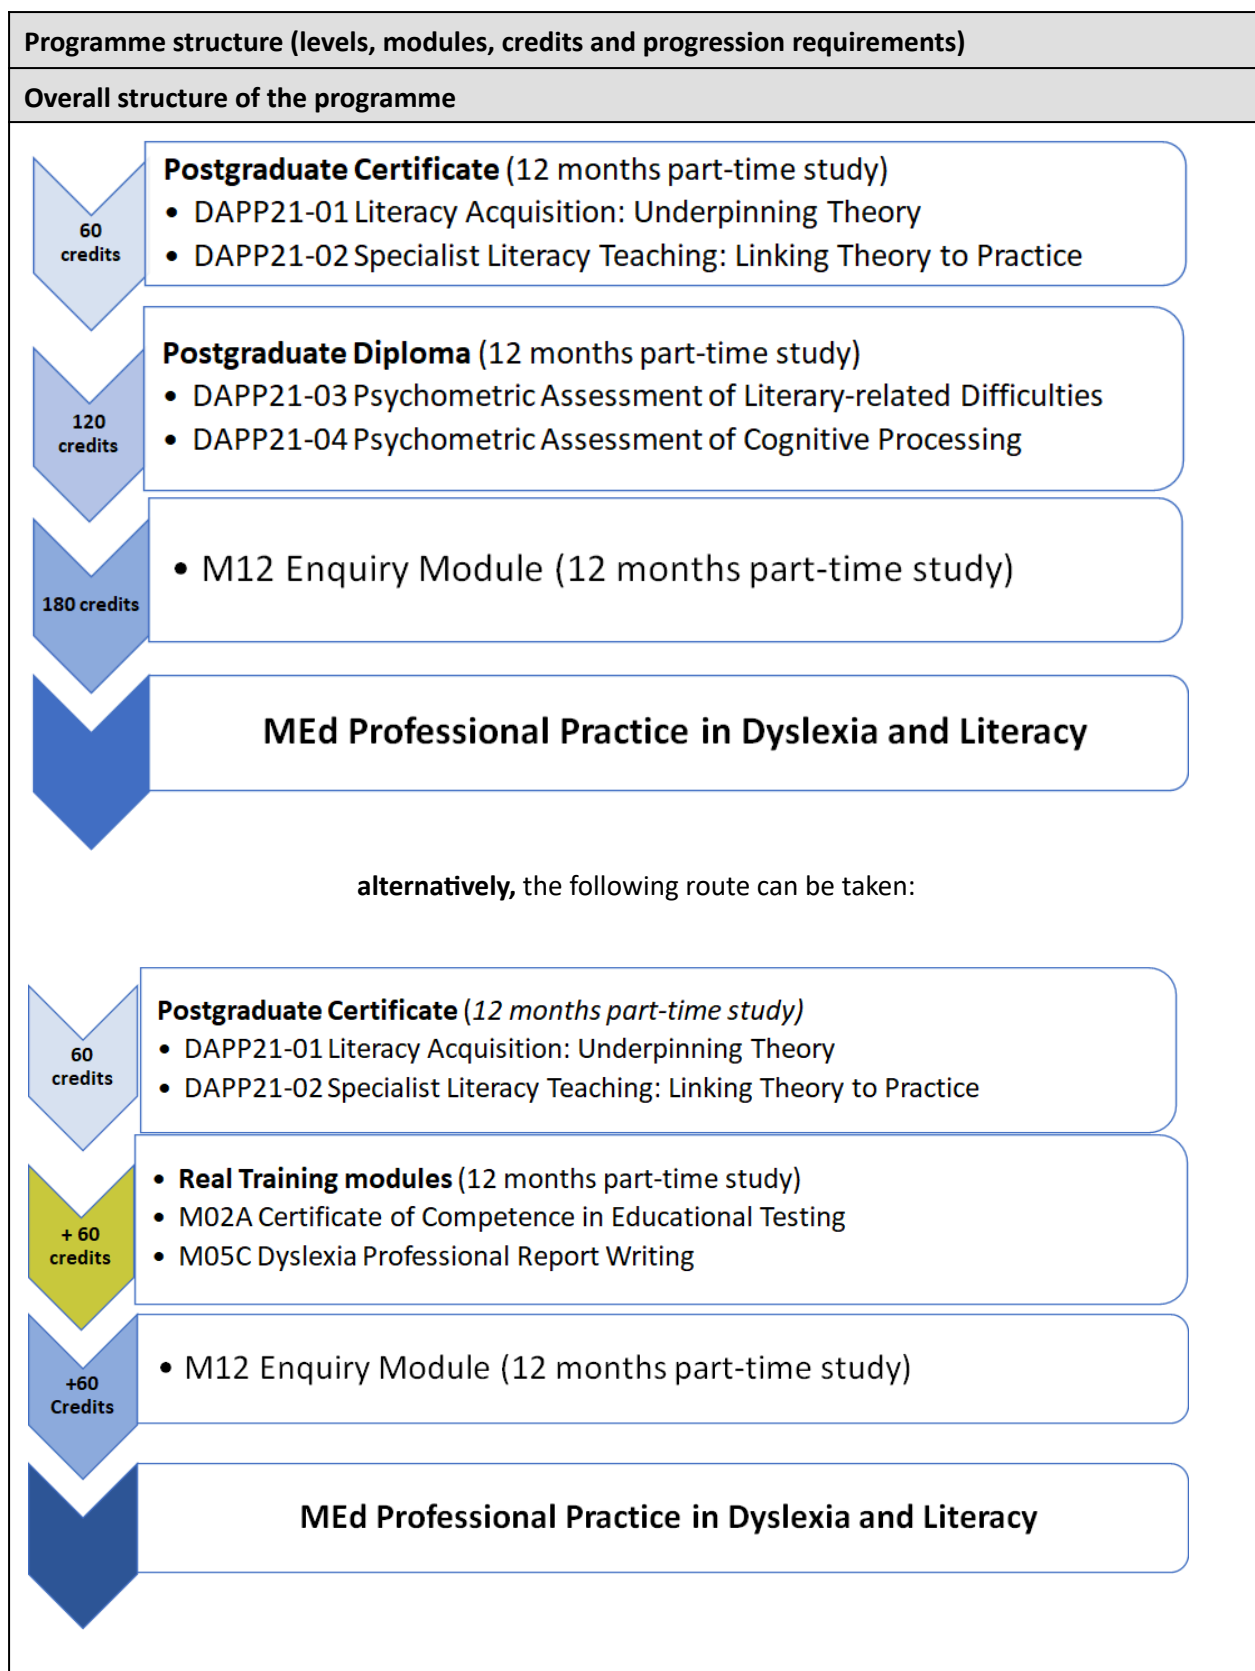 Programme structure (levels, modules, credits and progression requirements)
Overall structure of the programme
60
credits
Postgraduate Certificate (12 months part-time study)
• DAPP21-01 Literacy Acquisition: Underpinning Theory
• DAPP21-02 Specialist Literacy Teaching: Linking Theory to Practice
120
credits
Postgraduate Diploma (12 months part-time study)
• DAPP21-03 Psychometric Assessment of Literary-related Difficulties
• DAPP21-04 Psychometric Assessment of Cognitive Processing
180 credits
• M12 Enquiry Module (12 months part-time study)
MEd Professional Practice in Dyslexia and Literacy
alternatively, the following route can be taken:
60
credits
Postgraduate Certificate (12 months part-time study)
• DAPP21-01 Literacy Acquisition: Underpinning Theory
• DAPP21-02 Specialist Literacy Teaching: Linking Theory to Practice
+ 60
credits
• Real Training modules (12 months part-time study)
• M02A Certificate of Competence in Educational Testing
• M05C Dyslexia Professional Report Writing
+60
Credits
• M12 Enquiry Module (12 months part-time study)
MEd Professional Practice in Dyslexia and Literacy